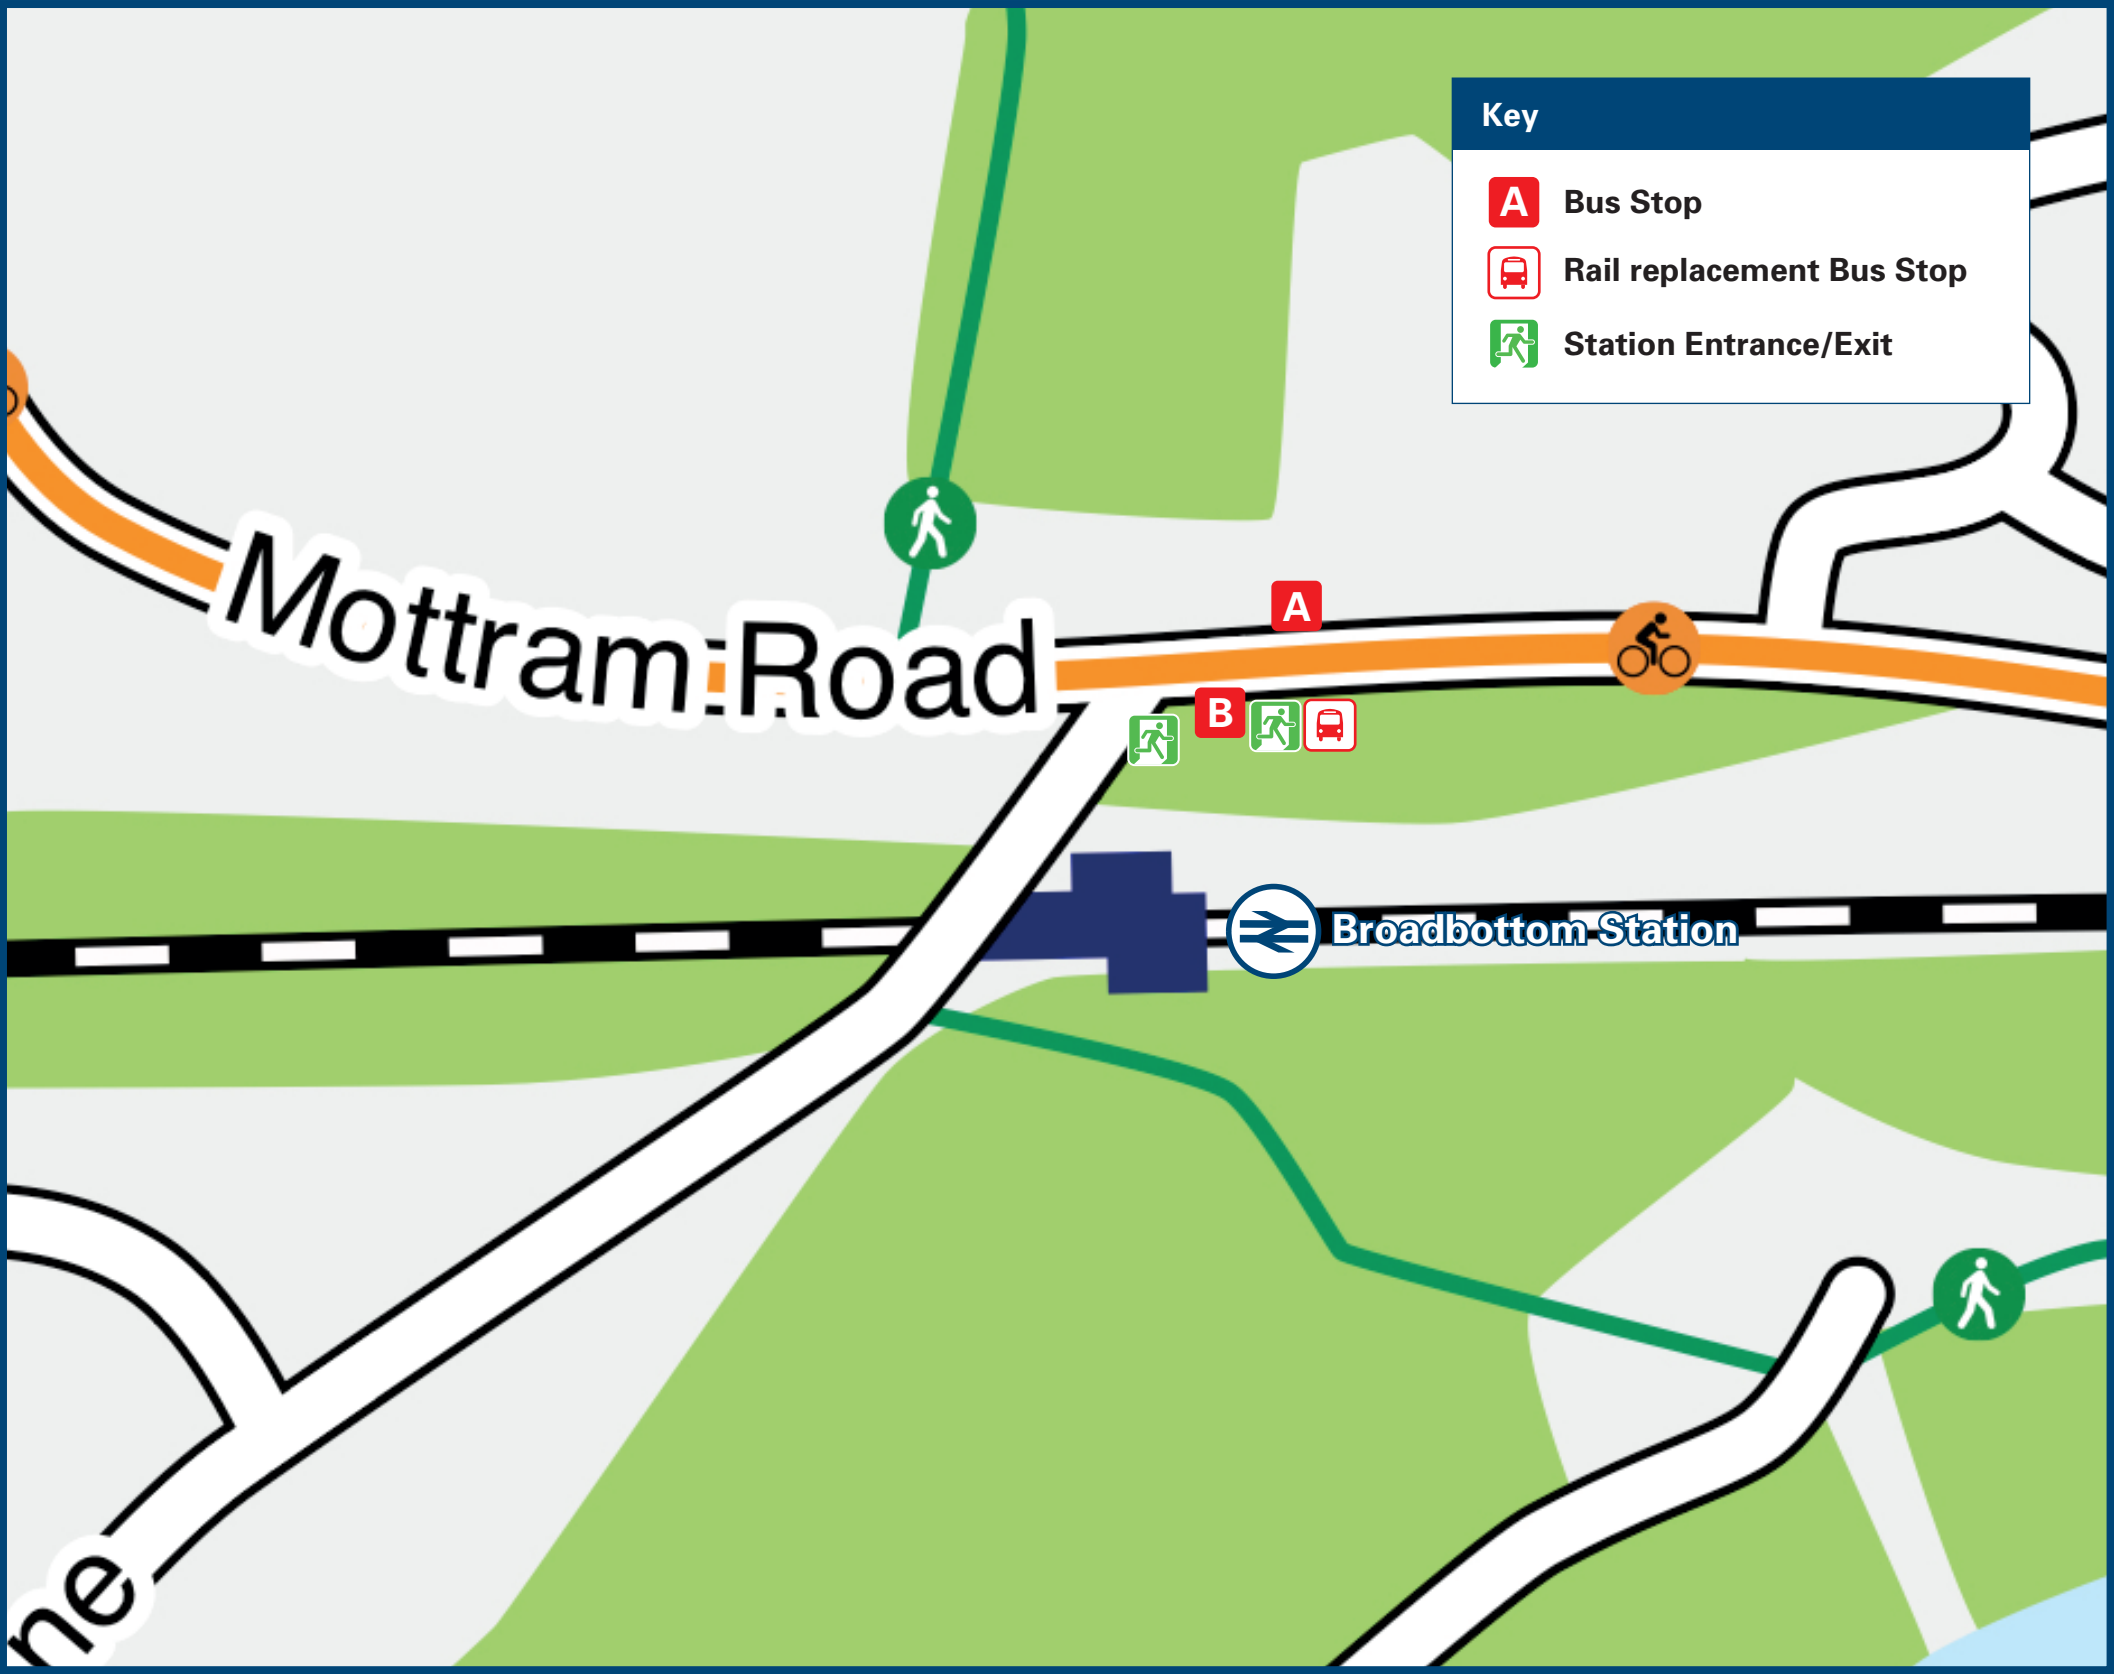 Key
A Bus Stop
Rail replacement Bus Stop
Station Entrance/Exit
Mottram Road
A
B
Broadbottom Station
ne